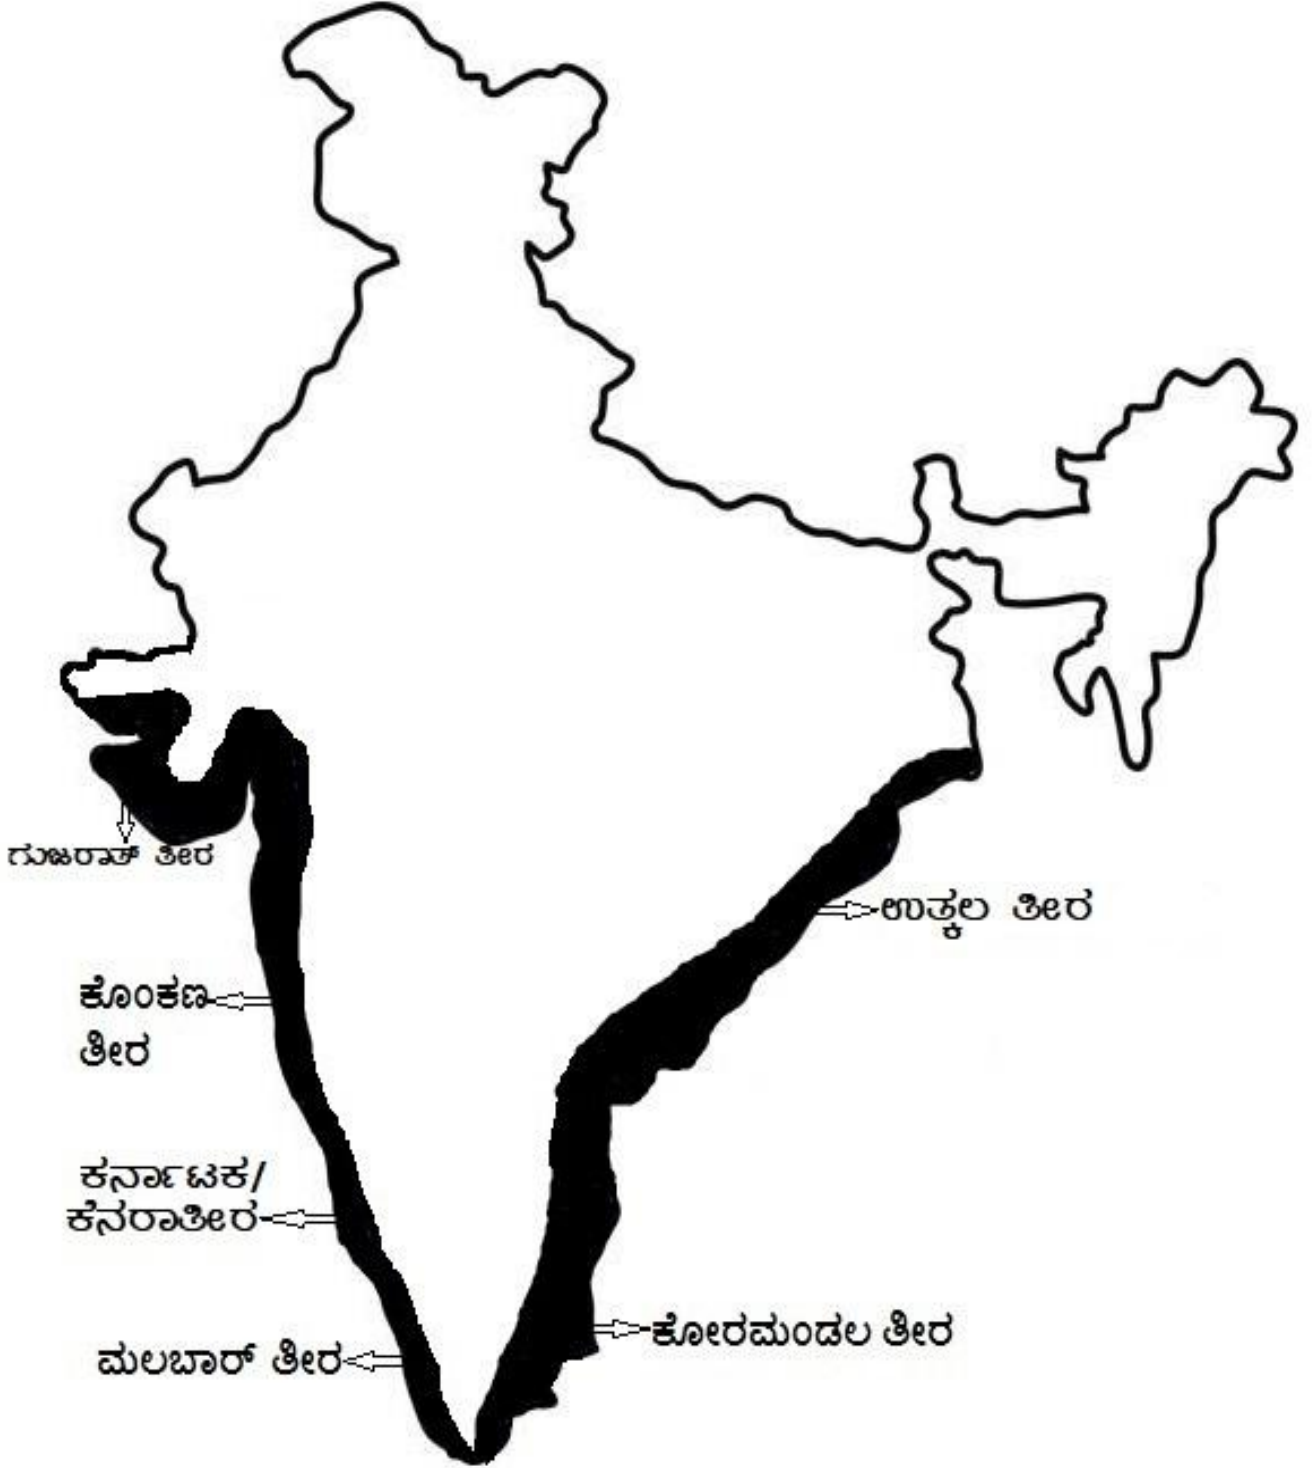 ಗುಜರಾತ್ ತೀರ
ಉತ್ಕಲ ತೀರ
ಕೊಂಕಣ
ತೀರ
ಕರ್ನಾಟಕ/
ಕೆನರಾತೀರ
ಕೋರಮಂಡಲ ತೀರ
ಮಲಬಾರ್ ತೀರ